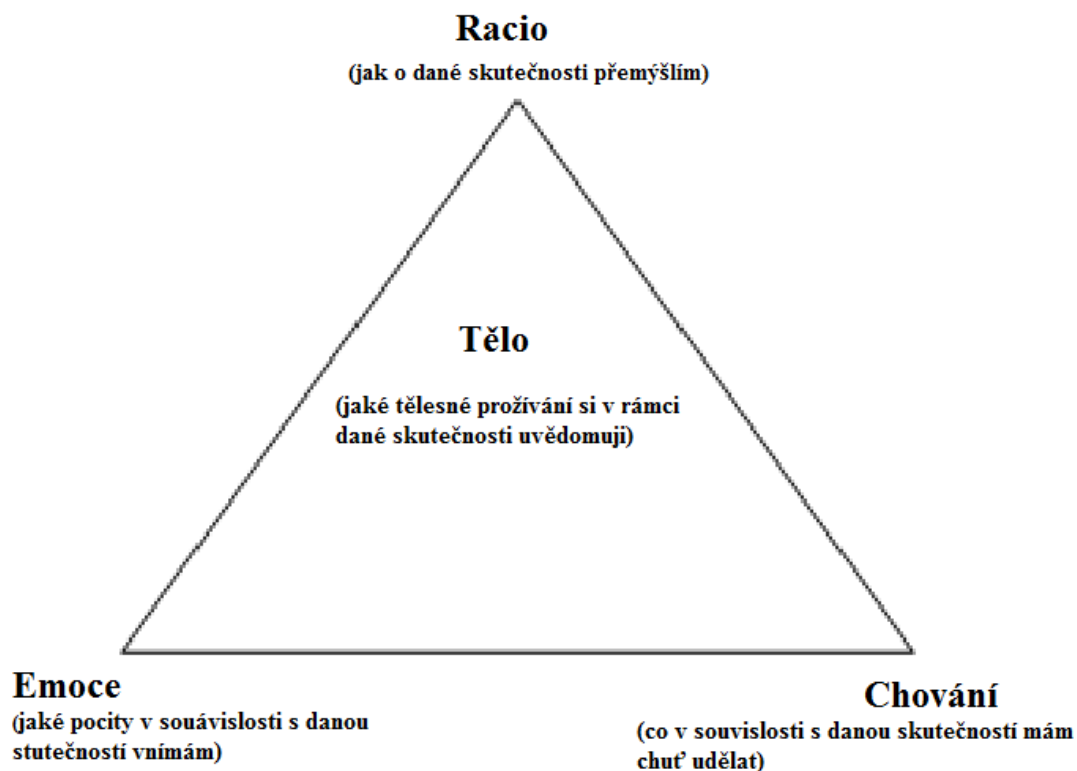 Racio
(jak o dané skutečnosti přemýšlím)
Tělo
(jaké tělesné prožívání si v rámci
dané skutečnosti uvědomuji)
Emoce
(jaké pocity v souávislosti s danou
stutečností vnímám)
Chování
(co v souvislosti s danou skutečností mám
chuť udělat)